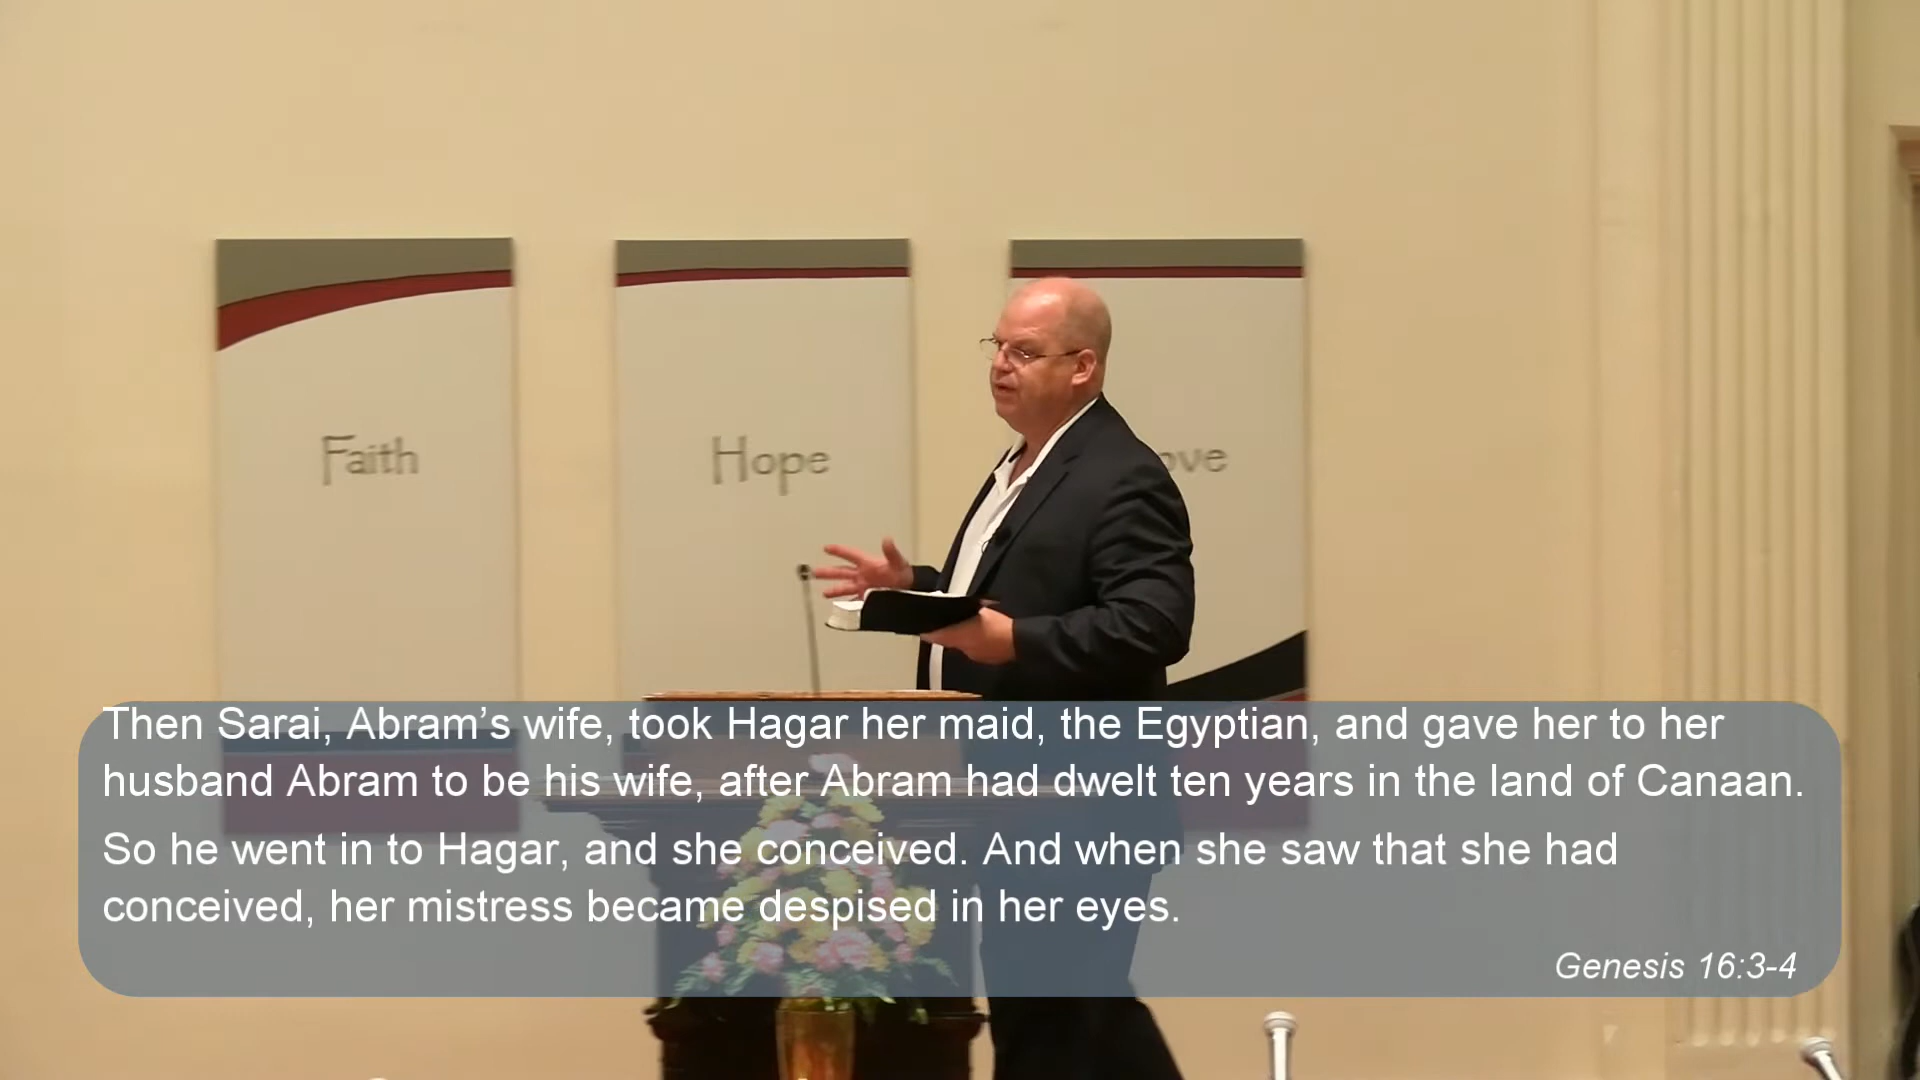 Faith
Hope
ove
Then Sarai, Abram’s wife, took Hagar her maid, the Egyptian, and gave her to her
husband Abram to be his wife, after Abram had dwelt ten years in the land of Canaan.
So he went in to Hagar, and she conceived. And when she saw that she had
conceived, her mistress became despised in her eyes.
Genesis 16:3-4